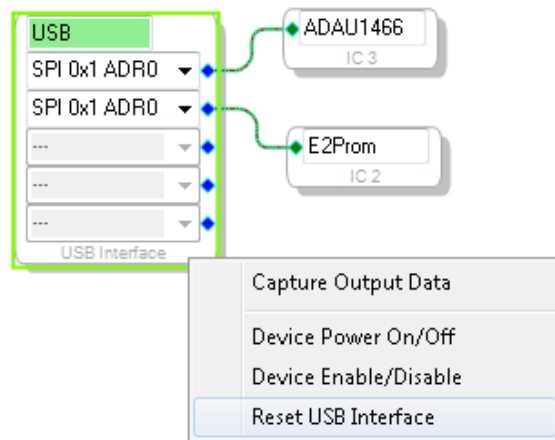 USB
SPI 0x1 ADR0
SPI 0x1 ADR0
---
---
---
USB Interface
ADAU1466
IC 3
E2Prom
IC 2
Capture Output Data
Device Power On/Off
Device Enable/Disable
Reset USB Interface